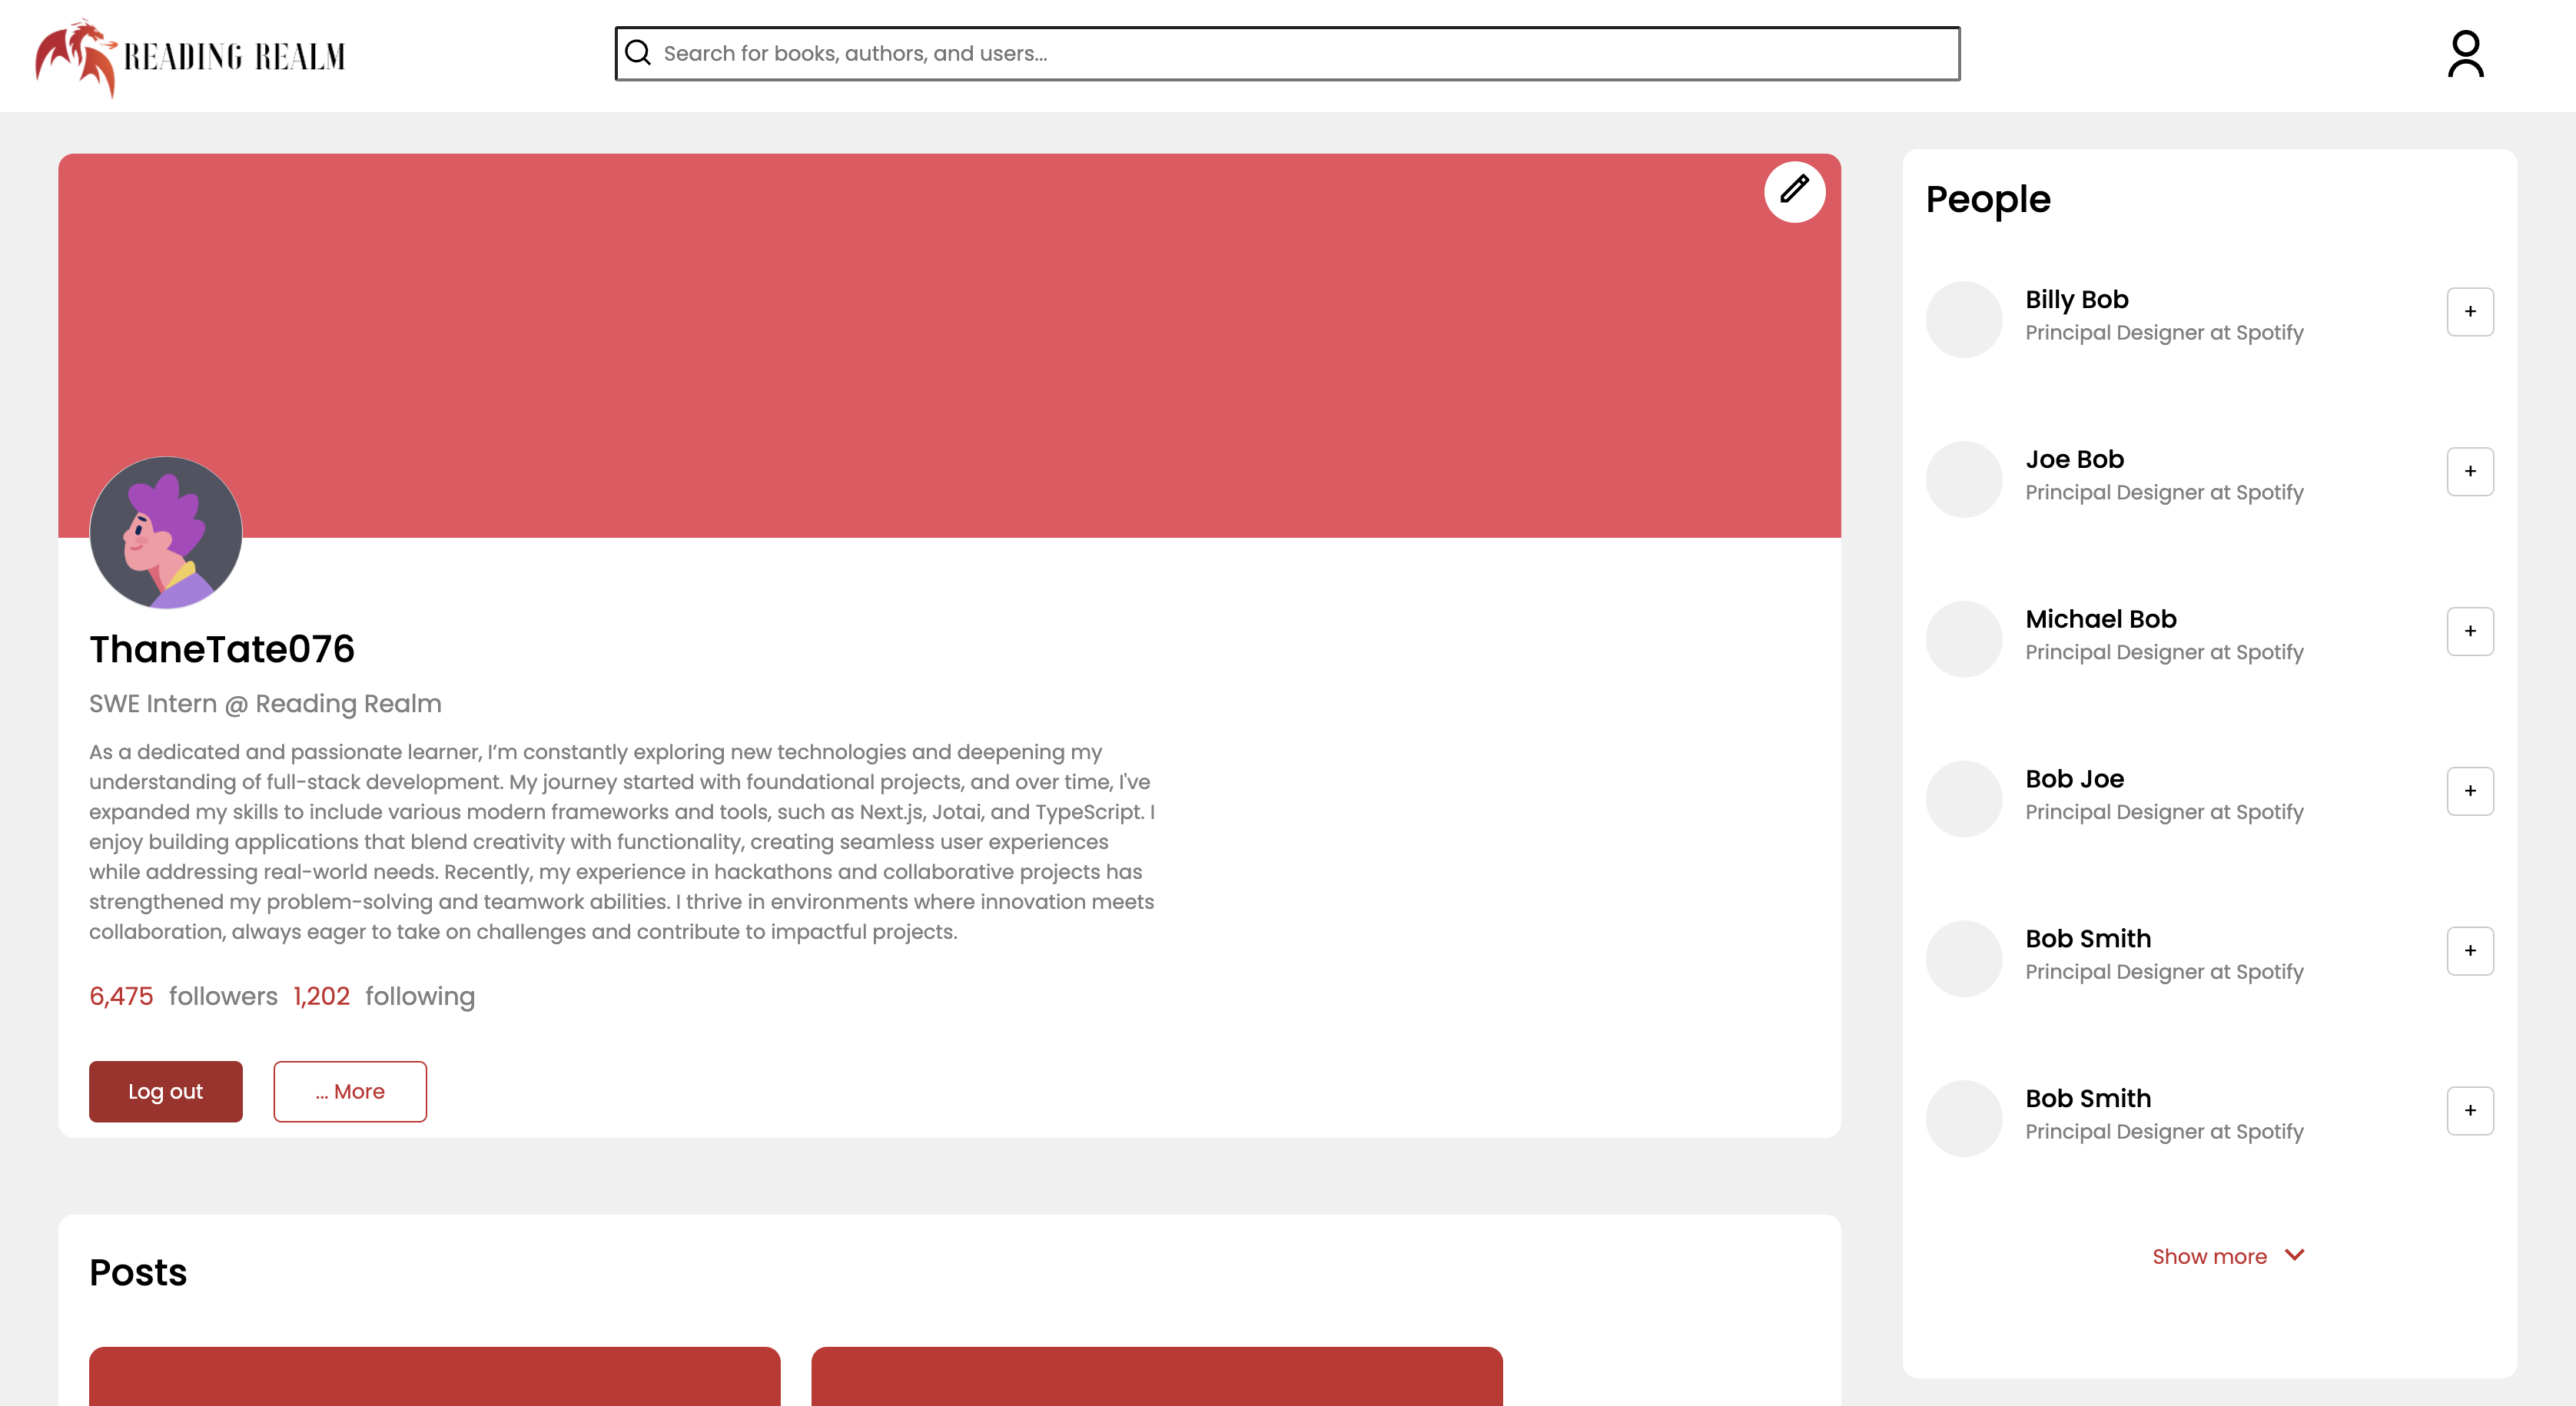 READING REALM
Search for books, authors, and users...
ThaneTate076
SWE Intern @ Reading Realm
As a dedicated and passionate learner, I’m constantly exploring new technologies and deepening my
understanding of full-stack development. My journey started with foundational projects, and over time, I've
expanded my skills to include various modern frameworks and tools, such as Next.js, Jotai, and TypeScript. I
enjoy building applications that blend creativity with functionality, creating seamless user experiences
while addressing real-world needs. Recently, my experience in hackathons and collaborative projects has
strengthened my problem-solving and teamwork abilities. I thrive in environments where innovation meets
collaboration, always eager to take on challenges and contribute to impactful projects.
6,475 followers 1,202 following
Log out
... More
Posts
People
Billy Bob
Principal Designer at Spotify
+
Joe Bob
Principal Designer at Spotify
+
Michael Bob
Principal Designer at Spotify
+
Bob Joe
Principal Designer at Spotify
+
Bob Smith
Principal Designer at Spotify
+
Bob Smith
Principal Designer at Spotify
+
Show more